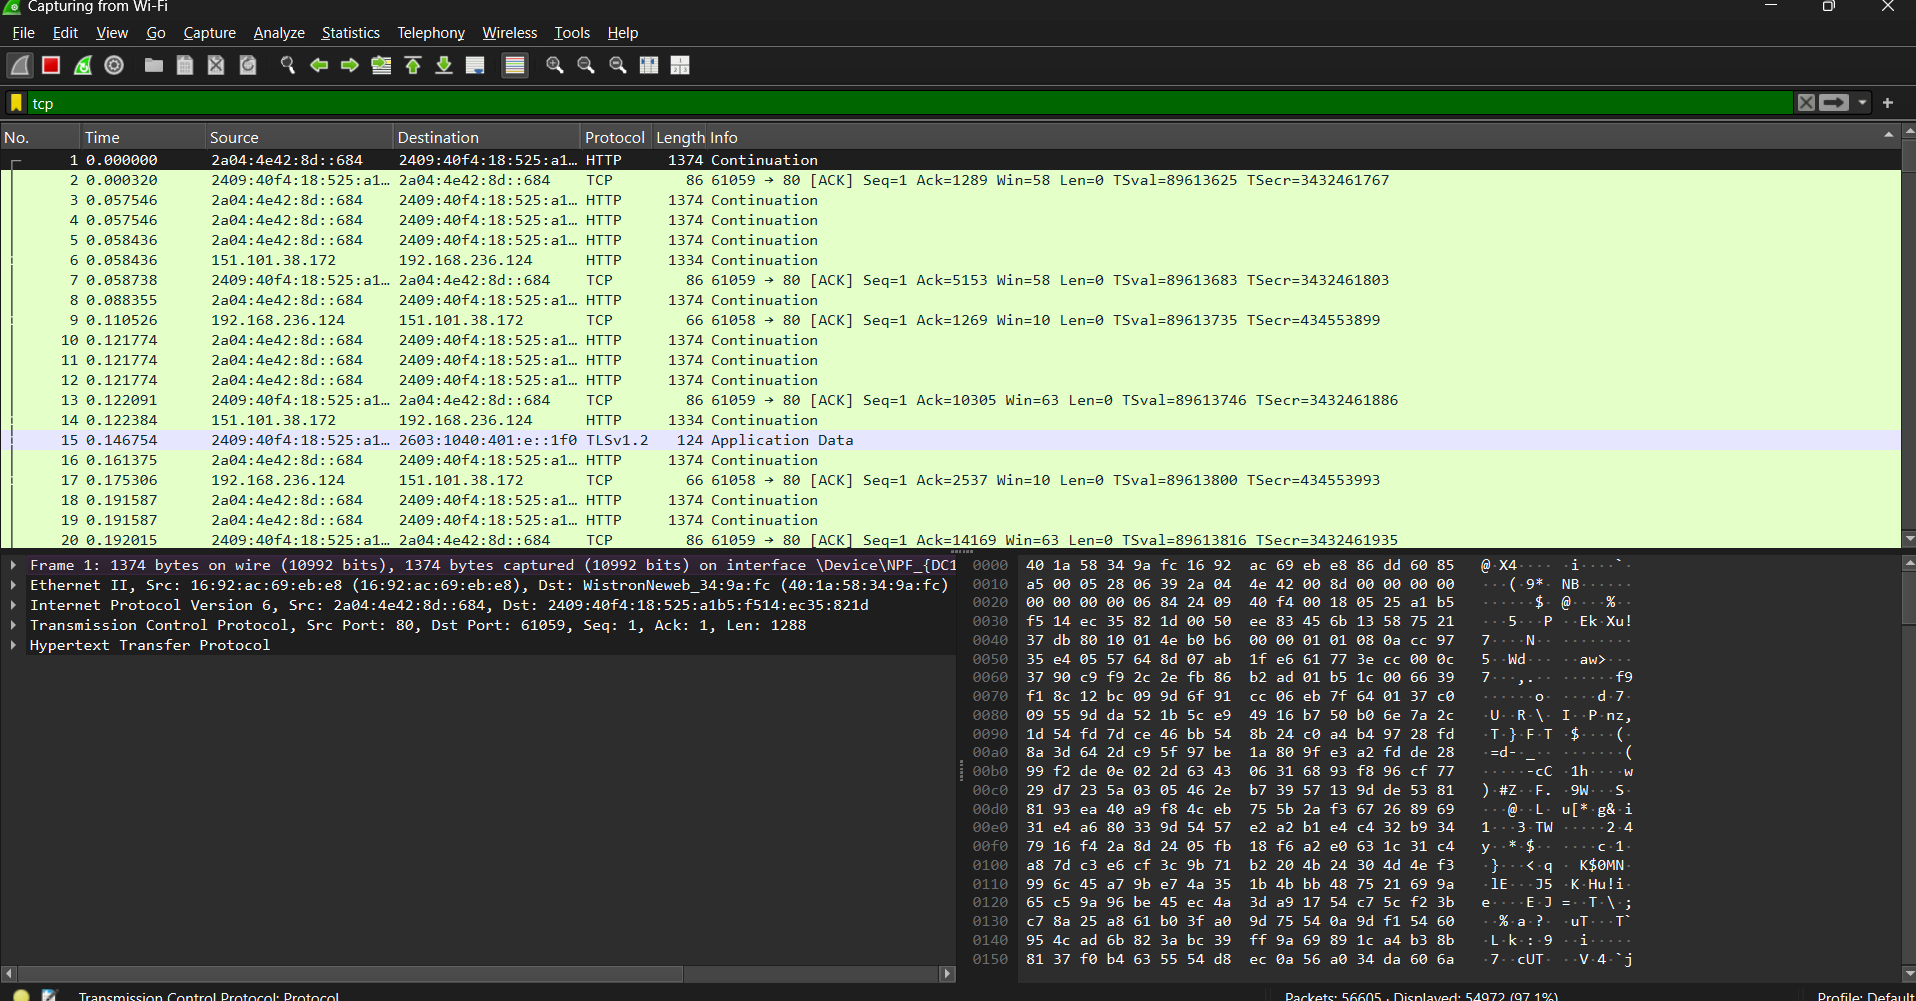 Capturing from Wi-Fi
File Edit View Go Capture Analyze Statistics Telephony Wireless Tools Help
tcp
No. Time Source Destination Protocol Length Info
1 0.000000 2a04:4e42:8d::684 2409:40f4:18:525:a1… HTTP 1374 Continuation
2 0.000320 2409:40f4:18:525:a1… 2a04:4e42:8d::684 TCP 86 61059 → 80 [ACK] Seq=1 Ack=1289 Win=58 Len=0 TSval=89613625 TSecr=3432461767
3 0.057546 2a04:4e42:8d::684 2409:40f4:18:525:a1… HTTP 1374 Continuation
4 0.057546 2a04:4e42:8d::684 2409:40f4:18:525:a1… HTTP 1374 Continuation
5 0.058436 2a04:4e42:8d::684 2409:40f4:18:525:a1… HTTP 1374 Continuation
6 0.058436 151.101.38.172 192.168.236.124 HTTP 1334 Continuation
7 0.058738 2409:40f4:18:525:a1… 2a04:4e42:8d::684 TCP 86 61059 → 80 [ACK] Seq=1 Ack=5153 Win=58 Len=0 TSval=89613683 TSecr=3432461803
8 0.088355 2a04:4e42:8d::684 2409:40f4:18:525:a1… HTTP 1374 Continuation
9 0.110526 192.168.236.124 151.101.38.172 TCP 66 61058 → 80 [ACK] Seq=1 Ack=1269 Win=10 Len=0 TSval=89613735 TSecr=434553899
10 0.121774 2a04:4e42:8d::684 2409:40f4:18:525:a1… HTTP 1374 Continuation
11 0.121774 2a04:4e42:8d::684 2409:40f4:18:525:a1… HTTP 1374 Continuation
12 0.121774 2a04:4e42:8d::684 2409:40f4:18:525:a1… HTTP 1374 Continuation
13 0.122091 2409:40f4:18:525:a1… 2a04:4e42:8d::684 TCP 86 61059 → 80 [ACK] Seq=1 Ack=10305 Win=63 Len=0 TSval=89613746 TSecr=3432461886
14 0.122384 151.101.38.172 192.168.236.124 HTTP 1334 Continuation
15 0.146754 2409:40f4:18:525:a1… 2603:1040:401:e::1f0 TLSv1.2 124 Application Data
16 0.161375 2a04:4e42:8d::684 2409:40f4:18:525:a1… HTTP 1374 Continuation
17 0.175306 192.168.236.124 151.101.38.172 TCP 66 61058 → 80 [ACK] Seq=1 Ack=2537 Win=10 Len=0 TSval=89613800 TSecr=434553993
18 0.191587 2a04:4e42:8d::684 2409:40f4:18:525:a1… HTTP 1374 Continuation
19 0.191587 2a04:4e42:8d::684 2409:40f4:18:525:a1… HTTP 1374 Continuation
20 0.192015 2409:40f4:18:525:a1… 2a04:4e42:8d::684 TCP 86 61059 → 80 [ACK] Seq=1 Ack=14169 Win=63 Len=0 TSval=89613816 TSecr=3432461935
Frame 1: 1374 bytes on wire (10992 bits), 1374 bytes captured (10992 bits) on interface \Device\NPF_{DC1
Ethernet II, Src: 16:92:ac:69:eb:e8 (16:92:ac:69:eb:e8), Dst: WistronNeweb_34:9a:fc (40:1a:58:34:9a:fc)
Internet Protocol Version 6, Src: 2a04:4e42:8d::684, Dst: 2409:40f4:18:525:a1b5:f514:ec35:821d
Transmission Control Protocol, Src Port: 80, Dst Port: 61059, Seq: 1, Ack: 1, Len: 1288
Hypertext Transfer Protocol
0000 40 1a 58 34 9a fc 16 92 ac 69 eb e8 86 dd 60 85 @·X4·····i····`·
0010 a5 00 05 28 06 39 2a 04 4e 42 00 8d 00 00 00 00 ···(·9*·NB······
0020 00 00 00 00 06 84 24 09 40 f4 00 18 05 25 a1 b5 ······$·@····%··
0030 f5 14 ec 35 82 1d 00 50 ee 83 45 6b 13 58 75 21 ···5···P··Ek·Xu!
0040 37 db 80 10 01 4e b0 b6 00 00 01 01 08 0a cc 97 7····N··········
0050 35 e4 05 57 64 8d 07 ab 1f e6 61 77 3e cc 00 0c 5··Wd·····aw>···
0060 37 90 c9 f9 2c 2e fb 86 b2 ad 01 b5 1c 00 66 39 7···,.········f9
0070 f1 8c 12 bc 09 9d 6f 91 cc 06 eb 7f 64 01 37 c0 ······o·····d·7·
0080 09 55 9d da 52 1b 5c e9 49 16 b7 50 b0 6e 7a 2c ·U··R·\·I··P·nz,
0090 1d 54 fd 7d ce 46 bb 54 8b 24 c0 a4 b4 97 28 fd ·T·}·F·T·$····(·
00a0 8a 3d 64 2d c9 5f 97 be 1a 80 9f e3 a2 fd de 28 ·=d-·_·········(
00b0 99 f2 de 0e 02 2d 63 43 06 31 68 93 f8 96 cf 77 ·····-cC·1h····w
00c0 29 d7 23 5a 03 05 46 2e b7 39 57 13 9d de 53 81 )·#Z··F.·9W···S·
00d0 81 93 ea 40 a9 f8 4c eb 75 5b 2a f3 67 26 89 69 ···@··L·u[*·g&·i
00e0 31 e4 a6 80 33 9d 54 57 e2 a2 b1 e4 c4 32 b9 34 1···3·TW·····2·4
00f0 79 16 f4 2a 8d 24 05 fb 18 f6 a2 e0 63 1c 31 c4 y··*·$······c·1·
0100 a8 7d c3 e6 cf 3c 9b 71 b2 20 4b 24 30 4d 4e f3 ·}···<·q· K$0MN·
0110 99 6c 45 a7 9b e7 4a 35 1b 4b bb 48 75 21 69 9a ·lE···J5·K·Hu!i·
0120 65 c5 9a 96 be 45 ec 4a 3d a9 17 54 c7 5c f2 3b e····E·J=··T·\·;
0130 c7 8a 25 a8 61 b0 3f a0 9d 75 54 0a 9d f1 54 60 ··%·a·?··uT···T`
0140 95 4c ad 6b 82 3a bc 39 ff 9a 69 89 1c a4 b3 8b ·L·k·:·9··i·····
0150 81 37 f0 b4 63 55 54 d8 ec 0a 56 a0 34 da 60 6a ·7··cUT···V·4·`j
Transmission Control Protocol: Protocol Packets: 56605 · Displayed: 54972 (97.1%) Profile: Default